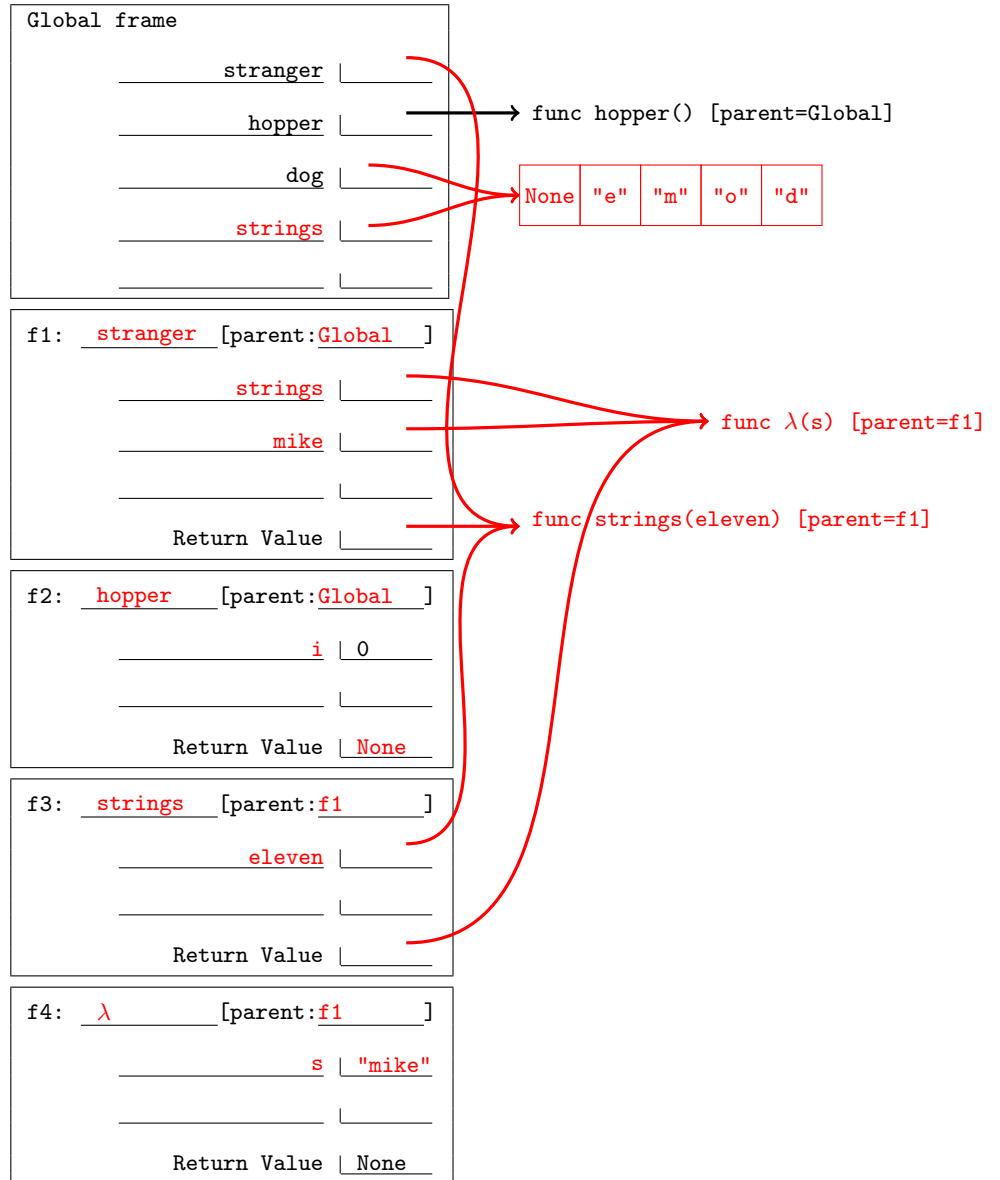 Global frame
stranger
hopper
func hopper() [parent=Global]
dog
None "e" "m" "o" "d"
strings
f1: stranger [parent:Global ]
strings
func λ(s) [parent=f1]
mike
func strings(eleven) [parent=f1]
Return Value
f2: hopper [parent:Global ]
i 0
Return Value None
f3: strings [parent:f1 ]
eleven
Return Value
f4: λ [parent:f1 ]
s "mike"
Return Value None